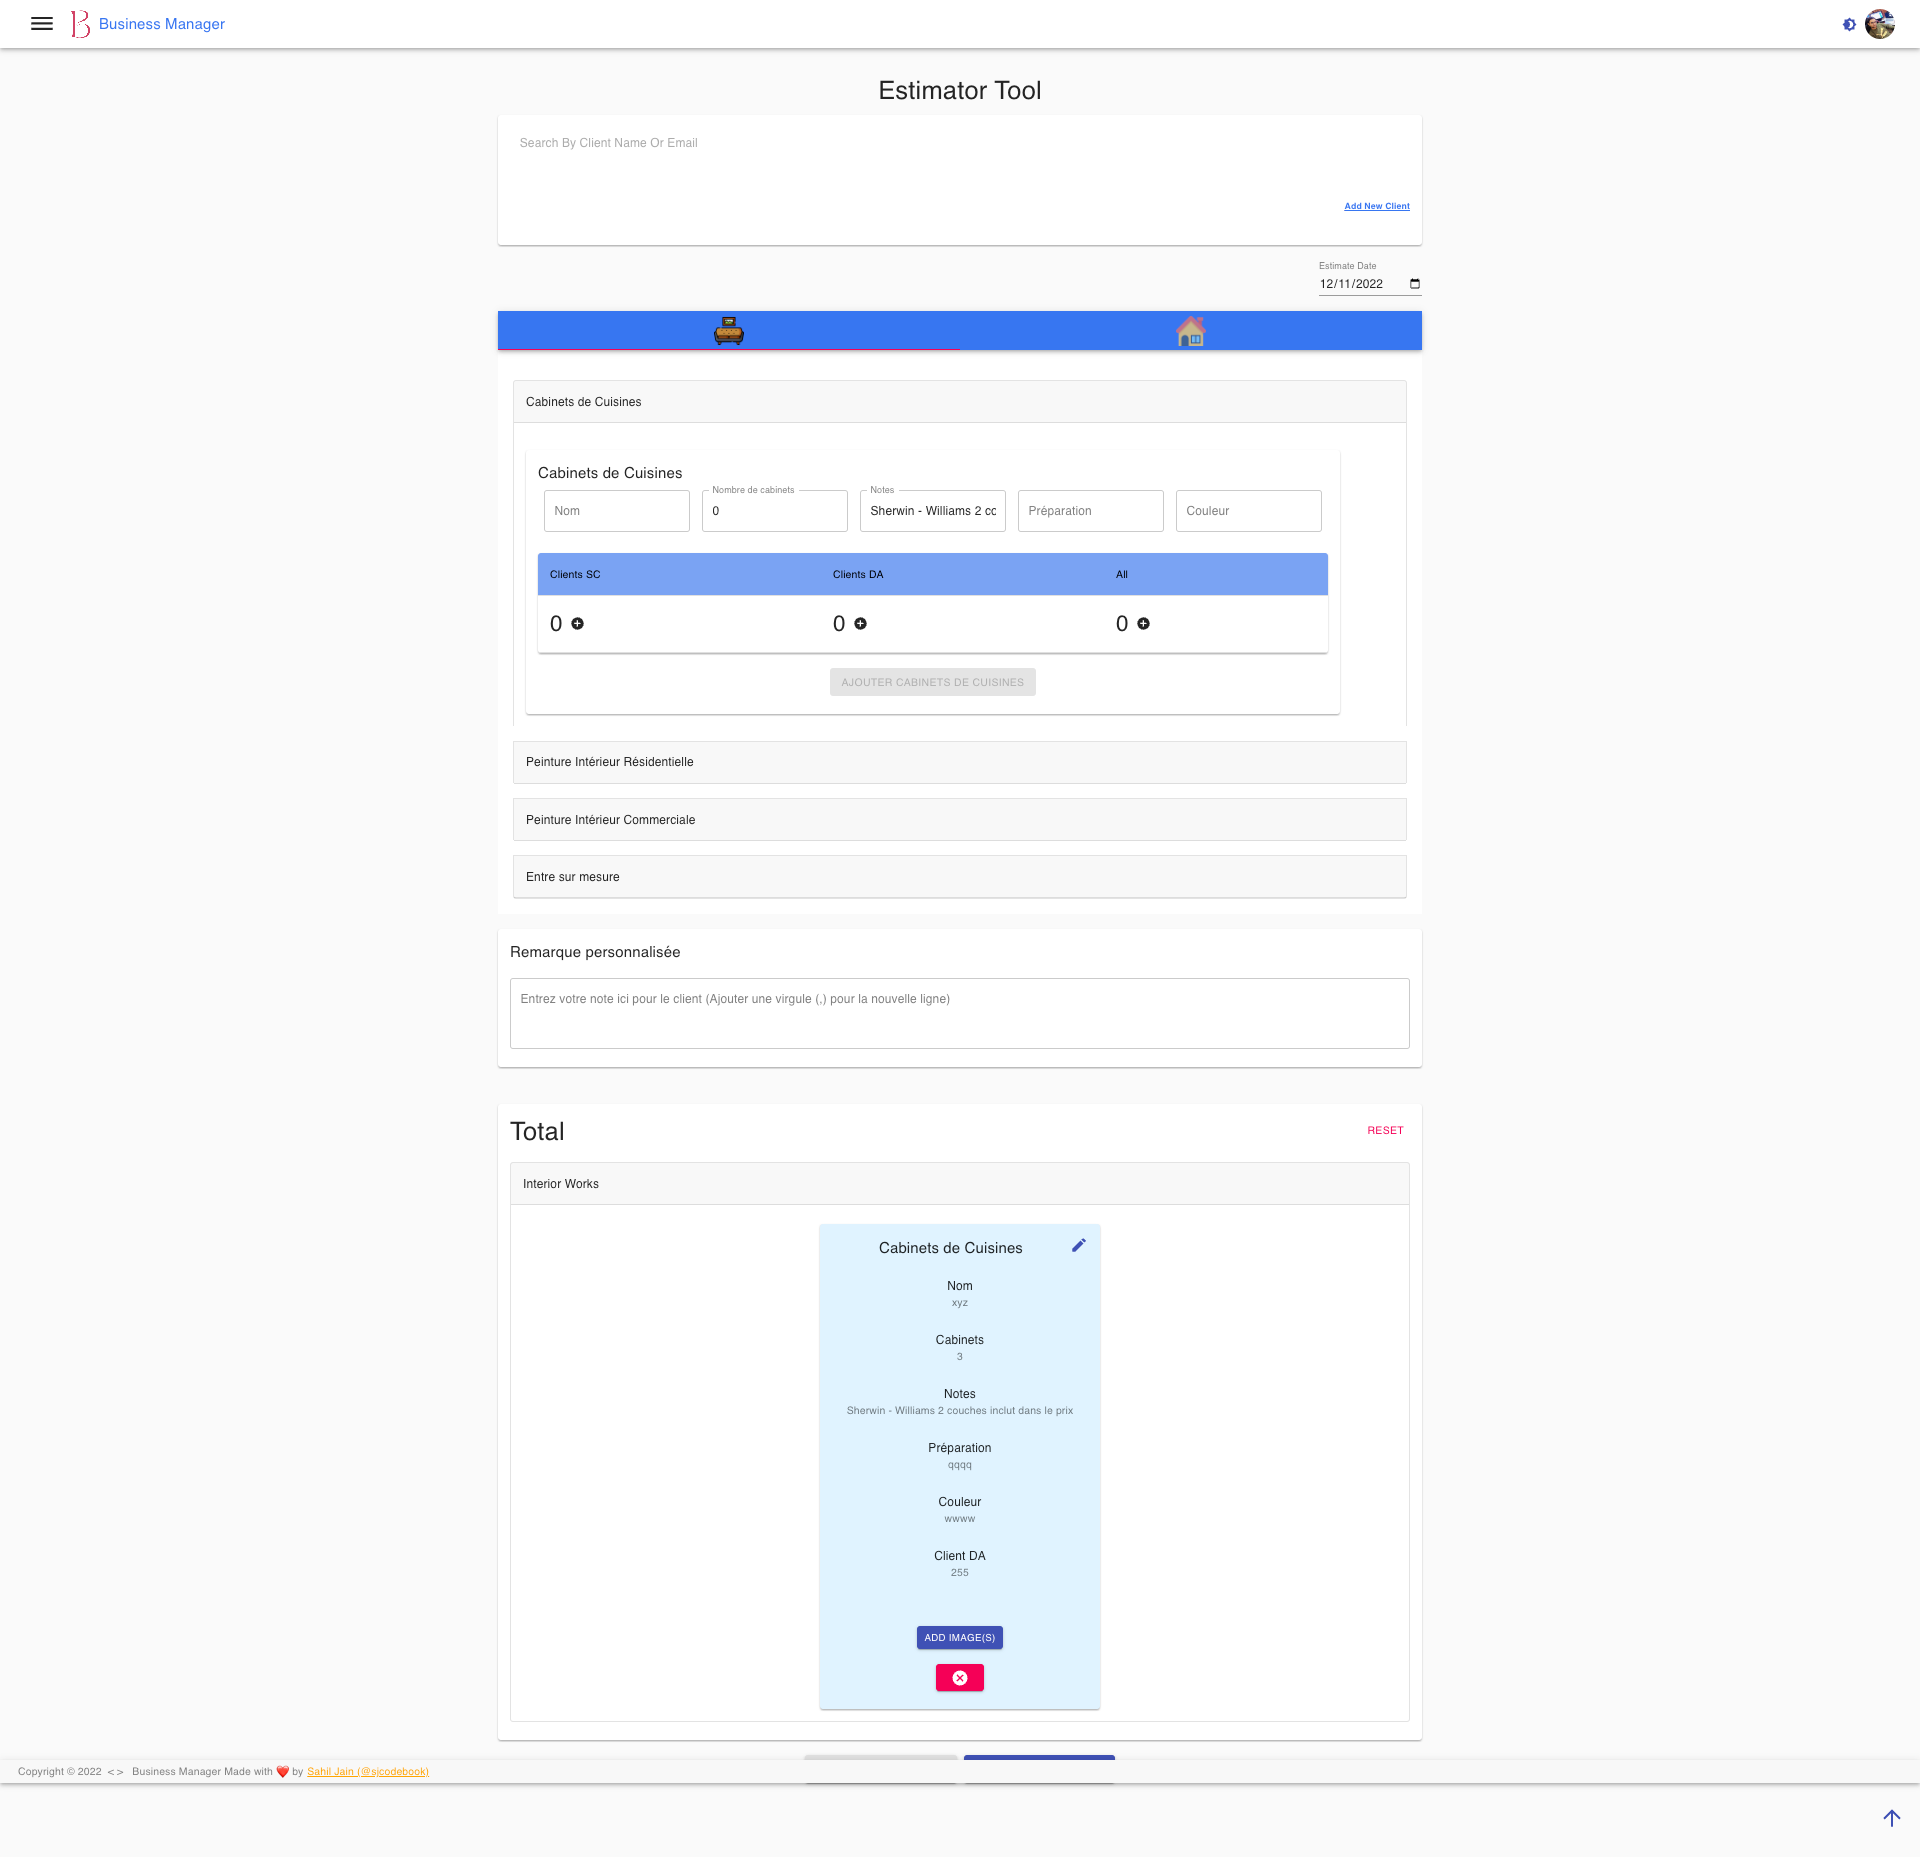 Business Manager
Estimator Tool
Search By Client Name Or Email
Add New Client
Estimate Date
12/11/2022
Cabinets de Cuisines
Cabinets de Cuisines
Nom
Nombre de cabinets
0
Notes
Sherwin - Williams 2 cc
Préparation
Couleur
Clients SC Clients DA All
0 0 0
AJOUTER CABINETS DE CUISINES
Peinture Intérieur Résidentielle
Peinture Intérieur Commerciale
Entre sur mesure
Remarque personnalisée
Entrez votre note ici pour le client (Ajouter une virgule (,) pour la nouvelle ligne)
Total
RESET
Interior Works
Cabinets de Cuisines
Nom
xyz
Cabinets
3
Notes
Sherwin - Williams 2 couches inclut dans le prix
Préparation
qqqq
Couleur
wwww
Client DA
255
ADD IMAGE(S)
Copyright © 2022 <> Business Manager Made with ❤️ by Sahil Jain (@sjcodebook)